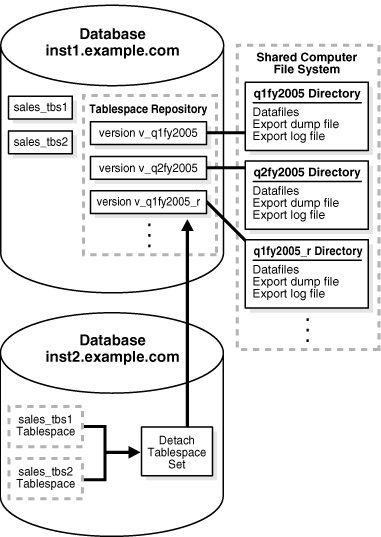 Database
inst1.example.com
sales_tbs1
sales_tbs2
Tablespace Repository
version v_q1fy2005
version v_q2fy2005
version v_q1fy2005_r
Shared Computer
File System
q1fy2005 Directory
Datafiles
Export dump file
Export log file
q2fy2005 Directory
Datafiles
Export dump file
Export log file
q1fy2005_r Directory
Datafiles
Export dump file
Export log file
Database
inst2.example.com
sales_tbs1
Tablespace
sales_tbs2
Tablespace
Detach
Tablespace
Set